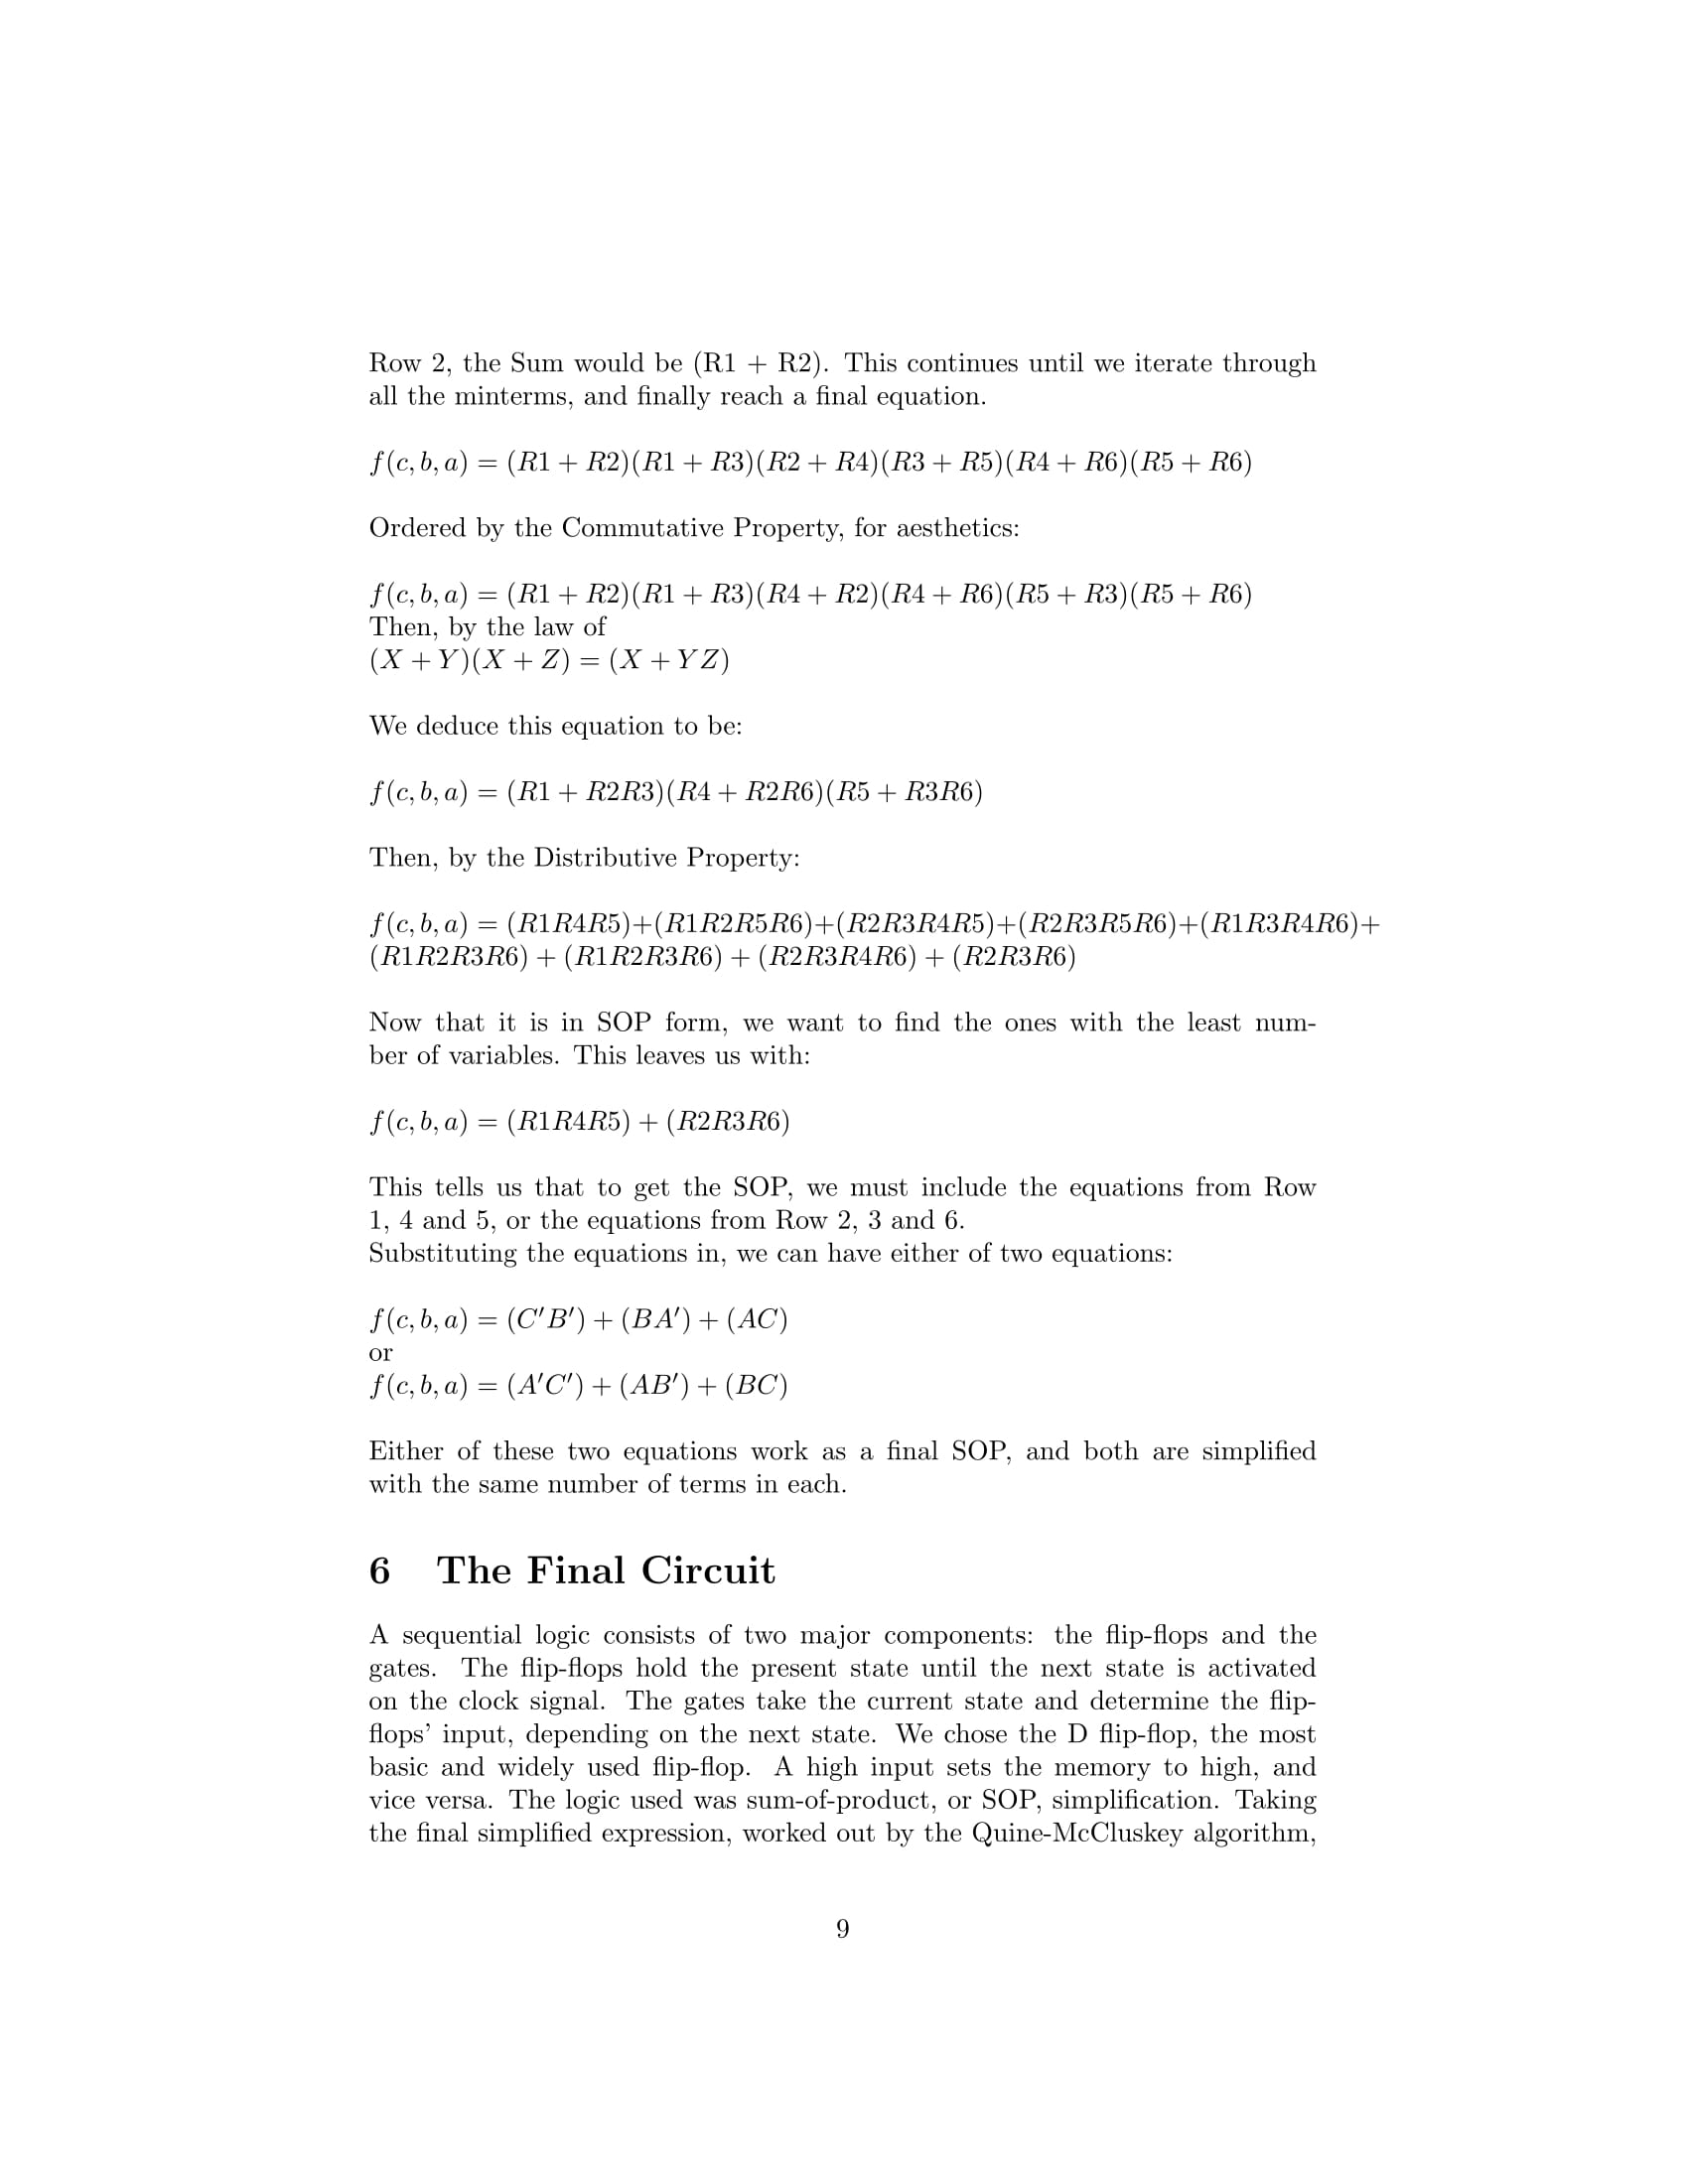 Row 2, the Sum would be (R1 + R2). This continues until we iterate through
all the minterms, and finally reach a final equation.
f(c, b, a) = (R1 + R2)(R1 + R3)(R2 + R4)(R3 + R5)(R4 + R6)(R5 + R6)
Ordered by the Commutative Property, for aesthetics:
f(c, b, a) = (R1 + R2)(R1 + R3)(R4 + R2)(R4 + R6)(R5 + R3)(R5 + R6)
Then, by the law of
(X + Y)(X + Z) = (X + YZ)
We deduce this equation to be:
f(c, b, a) = (R1 + R2R3)(R4 + R2R6)(R5 + R3R6)
Then, by the Distributive Property:
f(c, b, a) = (R1R4R5)+(R1R2R5R6)+(R2R3R4R5)+(R2R3R5R6)+(R1R3R4R6)+
(R1R2R3R6) + (R1R2R3R6) + (R2R3R4R6) + (R2R3R6)
Now that it is in SOP form, we want to find the ones with the least num-
ber of variables. This leaves us with:
f(c, b, a) = (R1R4R5) + (R2R3R6)
This tells us that to get the SOP, we must include the equations from Row
1, 4 and 5, or the equations from Row 2, 3 and 6.
Substituting the equations in, we can have either of two equations:
f(c, b, a) = (C′B′) + (BA′) + (AC)
or
f(c, b, a) = (A′C′) + (AB′) + (BC)
Either of these two equations work as a final SOP, and both are simplified
with the same number of terms in each.
6 The Final Circuit
A sequential logic consists of two major components: the flip-flops and the
gates. The flip-flops hold the present state until the next state is activated
on the clock signal. The gates take the current state and determine the flip-
flops’ input, depending on the next state. We chose the D flip-flop, the most
basic and widely used flip-flop. A high input sets the memory to high, and
vice versa. The logic used was sum-of-product, or SOP, simplification. Taking
the final simplified expression, worked out by the Quine-McCluskey algorithm,
9